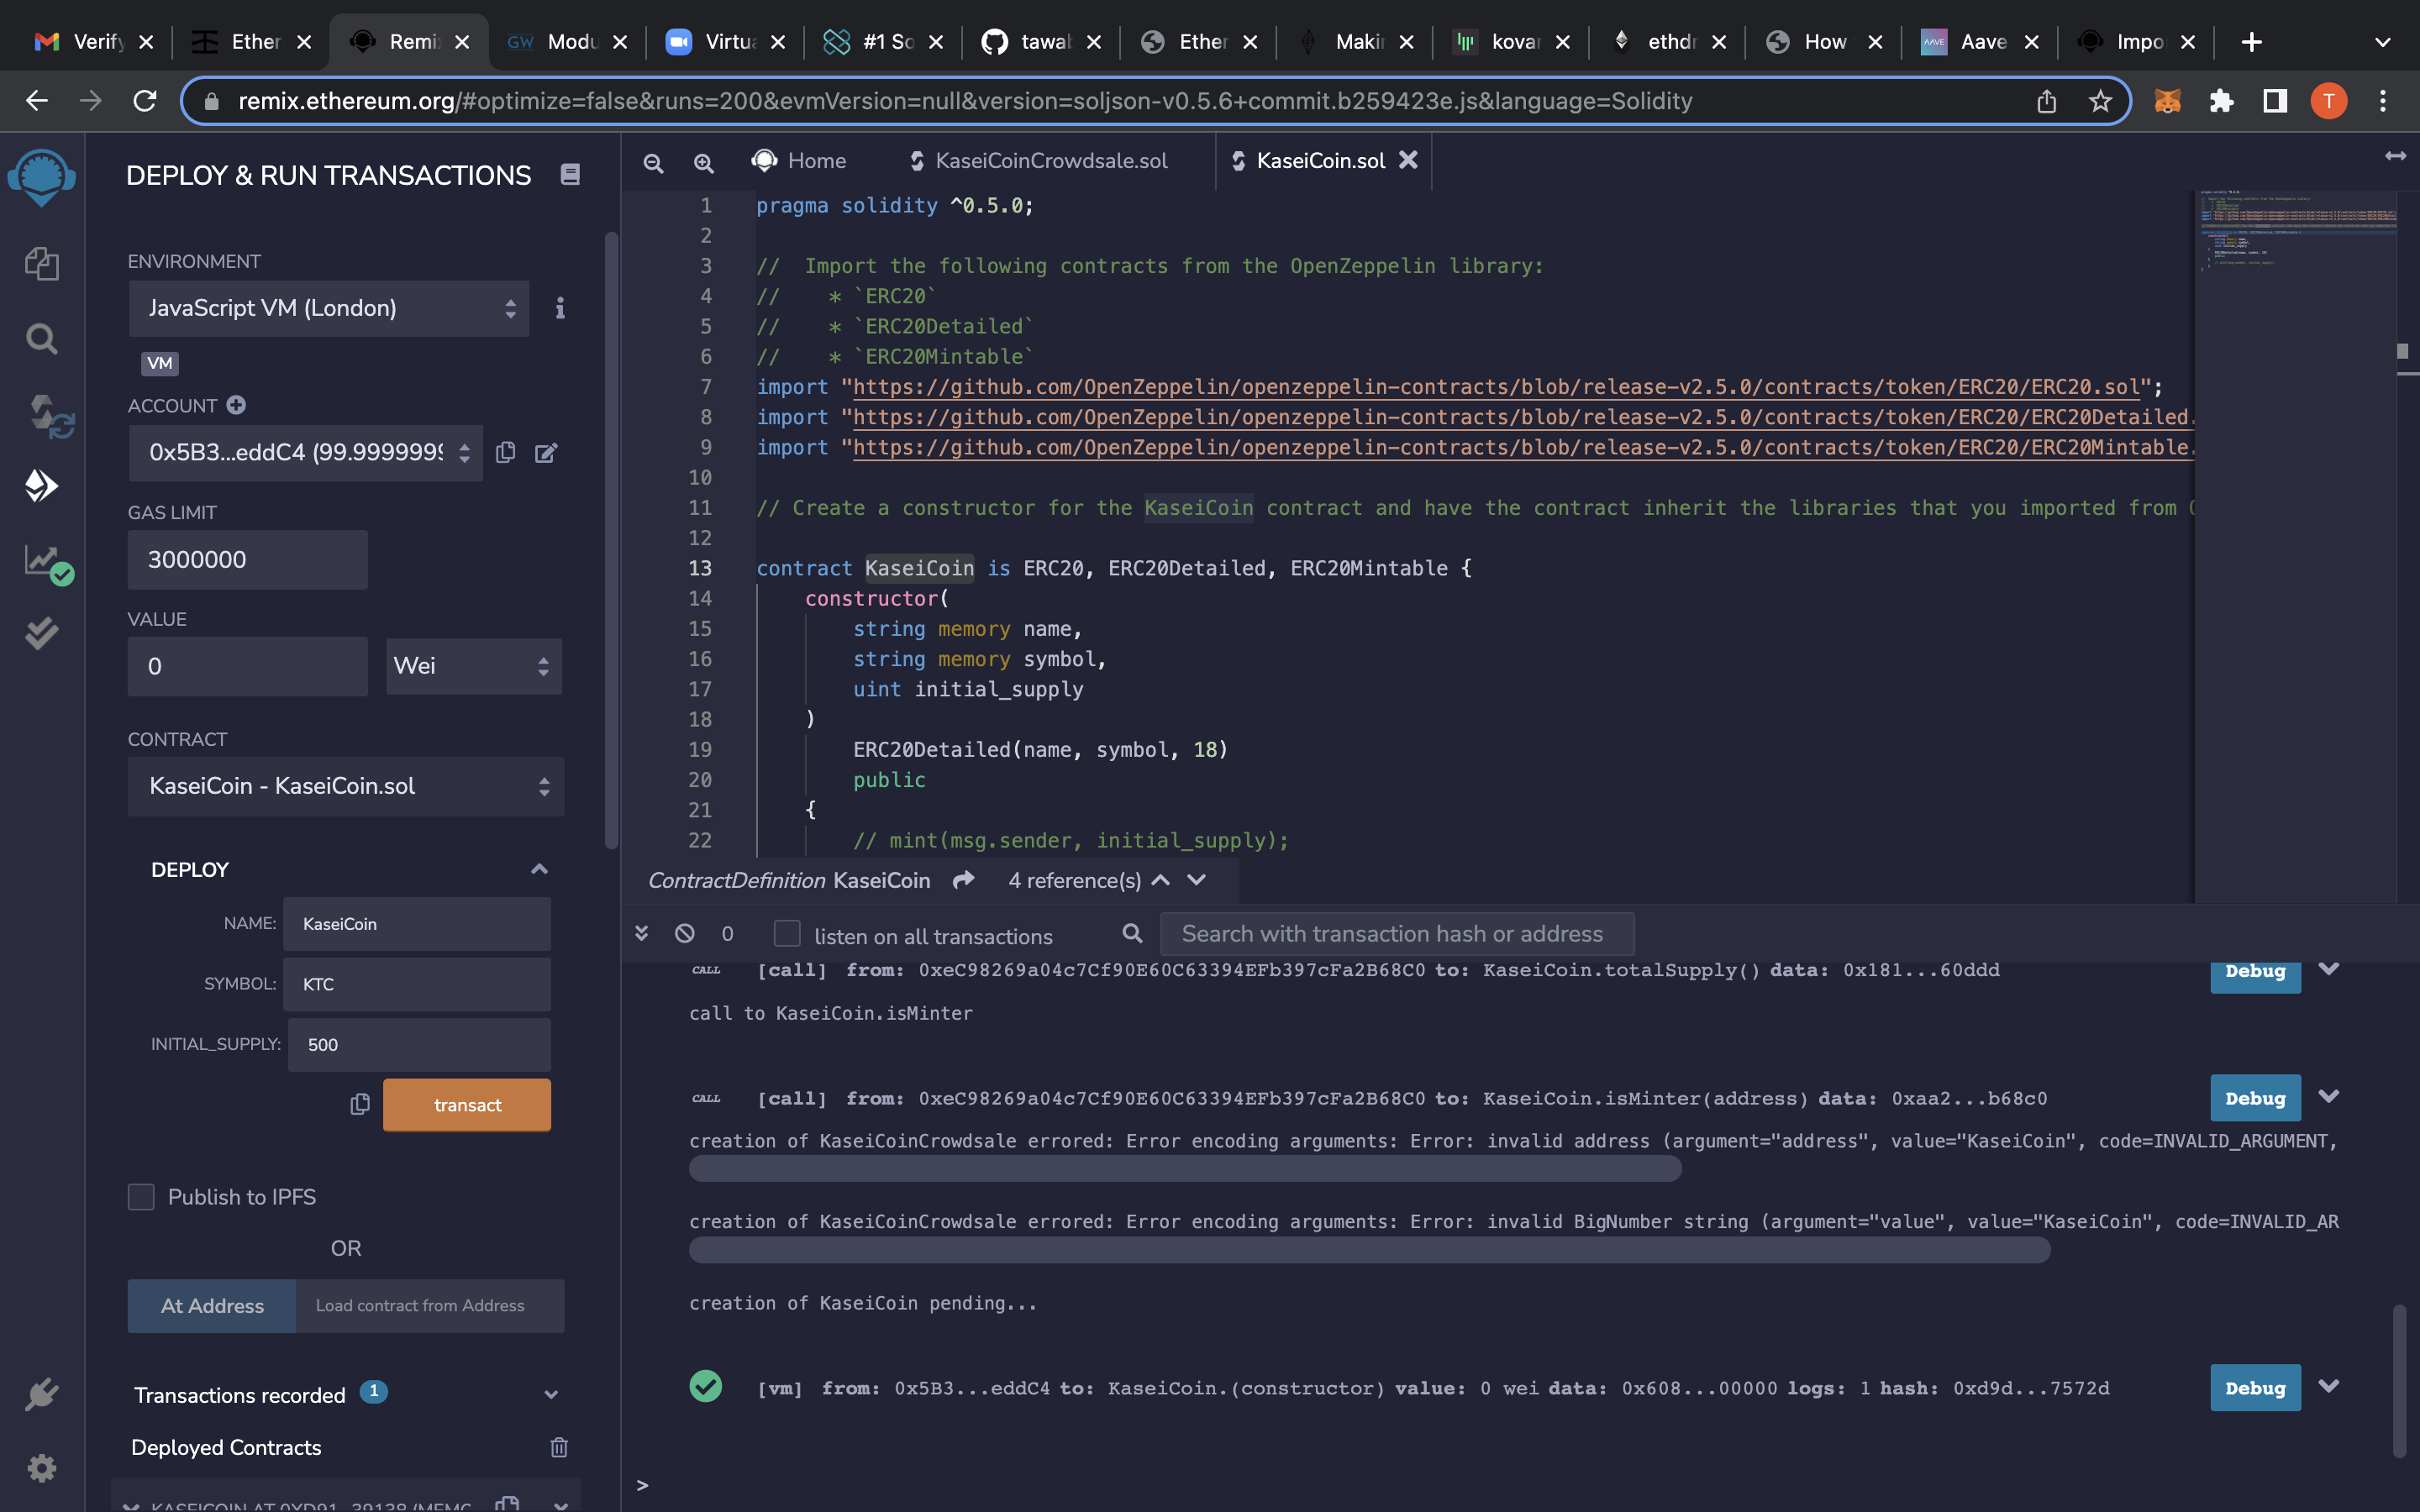 Verify
Ether
Remi
GW Modu
Virtua
#1 So
tawab
Ether
Maki
kovar
ethdr
How
Aave
Impo
remix.ethereum.org/#optimize=false&runs=200&evmVersion=null&version=soljson-v0.5.6+commit.b259423e.js&language=Solidity
T
DEPLOY & RUN TRANSACTIONS
ENVIRONMENT
JavaScript VM (London)
VM
ACCOUNT
0x5B3...eddC4 (99.9999999
GAS LIMIT
3000000
VALUE
0
Wei
CONTRACT
KaseiCoin - KaseiCoin.sol
DEPLOY
NAME: KaseiCoin
SYMBOL: KTC
INITIAL_SUPPLY: 500
transact
Publish to IPFS
OR
At Address Load contract from Address
Transactions recorded 1
Deployed Contracts
KASEICOIN AT 0XD91...39138 (MEMO
Home
KaseiCoinCrowdsale.sol
KaseiCoin.sol
1 pragma solidity ^0.5.0;
2
3 //  Import the following contracts from the OpenZeppelin library:
4 //    * `ERC20`
5 //    * `ERC20Detailed`
6 //    * `ERC20Mintable`
7 import "https://github.com/OpenZeppelin/openzeppelin-contracts/blob/release-v2.5.0/contracts/token/ERC20/ERC20.sol";
8 import "https://github.com/OpenZeppelin/openzeppelin-contracts/blob/release-v2.5.0/contracts/token/ERC20/ERC20Detailed.
9 import "https://github.com/OpenZeppelin/openzeppelin-contracts/blob/release-v2.5.0/contracts/token/ERC20/ERC20Mintable.
10
11 // Create a constructor for the KaseiCoin contract and have the contract inherit the libraries that you imported from O
12
13 contract KaseiCoin is ERC20, ERC20Detailed, ERC20Mintable {
14     constructor(
15         string memory name,
16         string memory symbol,
17         uint initial_supply
18     )
19         ERC20Detailed(name, symbol, 18)
20         public
21     {
22         // mint(msg.sender, initial_supply);
ContractDefinition KaseiCoin 4 reference(s)
0 listen on all transactions Search with transaction hash or address
CALL [call] from: 0xeC98269a04c7Cf90E60C63394EFb397cFa2B68C0 to: KaseiCoin.totalSupply() data: 0x181...60ddd Debug
call to KaseiCoin.isMinter
CALL [call] from: 0xeC98269a04c7Cf90E60C63394EFb397cFa2B68C0 to: KaseiCoin.isMinter(address) data: 0xaa2...b68c0 Debug
creation of KaseiCoinCrowdsale errored: Error encoding arguments: Error: invalid address (argument="address", value="KaseiCoin", code=INVALID_ARGUMENT,
creation of KaseiCoinCrowdsale errored: Error encoding arguments: Error: invalid BigNumber string (argument="value", value="KaseiCoin", code=INVALID_AR
creation of KaseiCoin pending...
[vm] from: 0x5B3...eddC4 to: KaseiCoin.(constructor) value: 0 wei data: 0x608...00000 logs: 1 hash: 0xd9d...7572d Debug
>